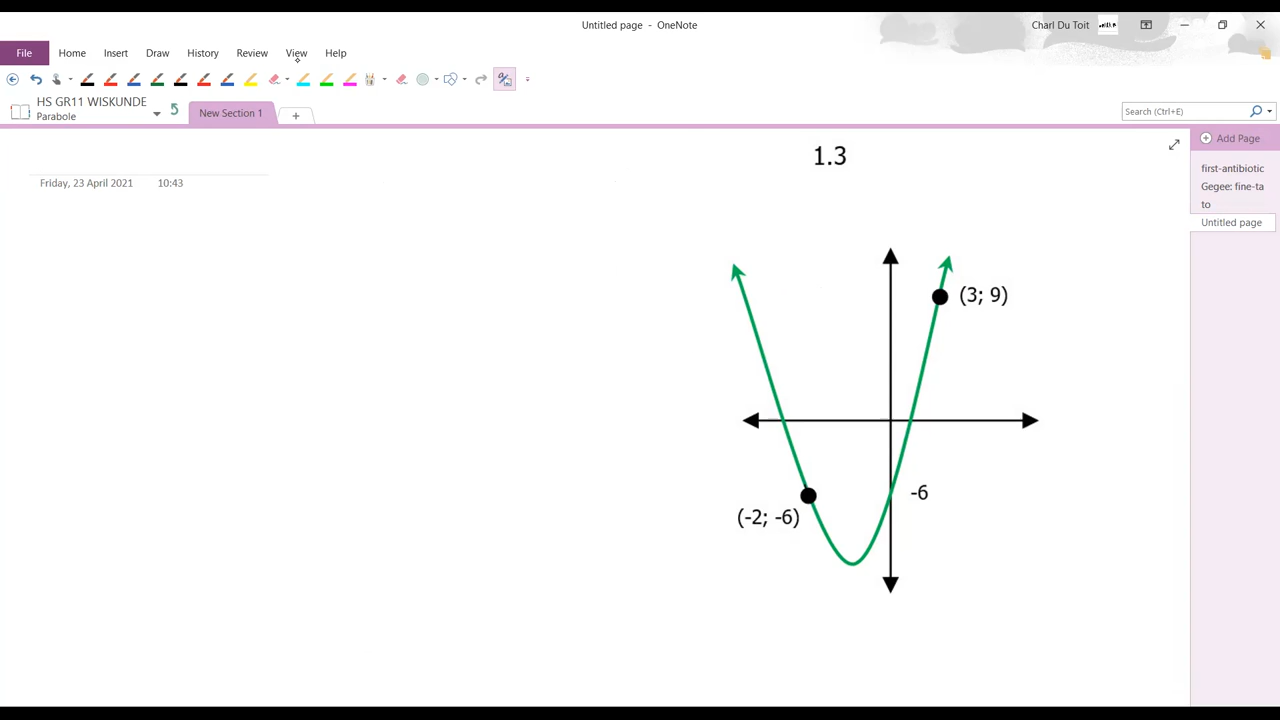 Untitled page - OneNote
Charl Du Toit
File Home Insert Draw History Review View Help
HS GR11 WISKUNDE
Parabole
New Section 1
Search (Ctrl+E)
Add Page
1.3
Friday, 23 April 2021 10:43
first-antibiotic
Gegee: fine-ta
to
Untitled page
(3; 9)
-6
(-2; -6)